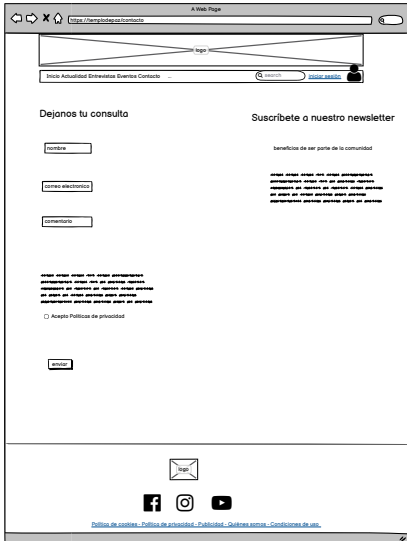 A Web Page
https://templodepaz/contacto
logo
Inicio Actualidad Entrevistas Eventos Contacto ...
search
iniciar sesión
Dejanos tu consulta
Suscríbete a nuestro newsletter
nombre
beneficios de ser parte de la comunidad
correo electronico
comentario
Acepto Políticas de privacidad
enviar
logo
Política de cookies - Política de privacidad - Publicidad - Quiénes somos - Condiciones de uso